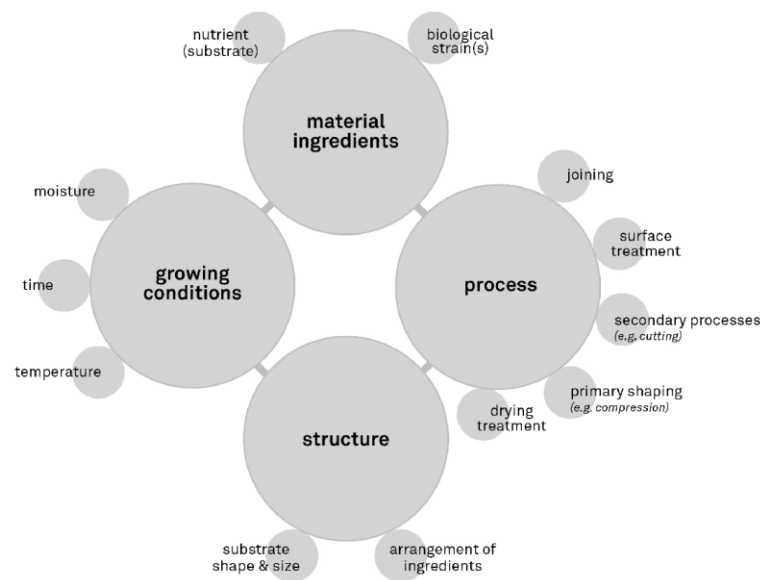 nutrient
(substrate)
biological
strain(s)
material
ingredients
joining
moisture
surface
treatment
growing
conditions
time
process
secondary processes
(e.g. cutting)
temperature
primary shaping
(e.g. compression)
drying
treatment
structure
substrate
shape & size
arrangement of
ingredients